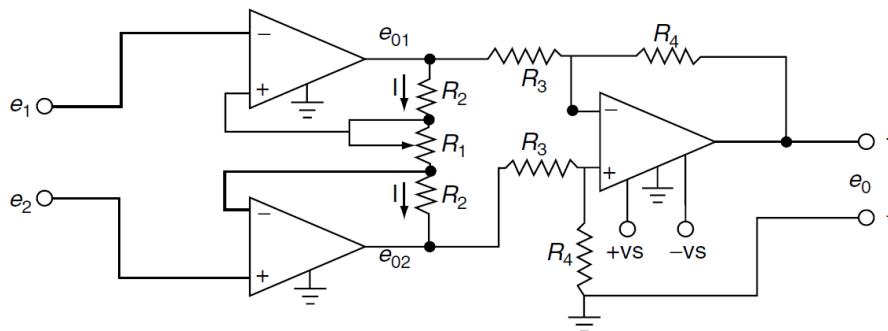 e₁
e₂
−
+
e₀₁
I
R₂
R₁
−
+
I
R₂
e₀₂
R₃
R₄
R₃
−
+
R₄
+vs
−vs
e₀